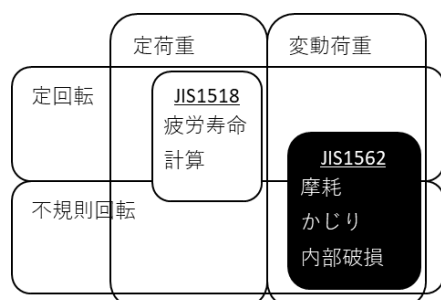 定荷重
変動荷重
定回転
JIS1518
疲労寿命
計算
不規則回転
JIS1562
摩耗
かじり
内部破損